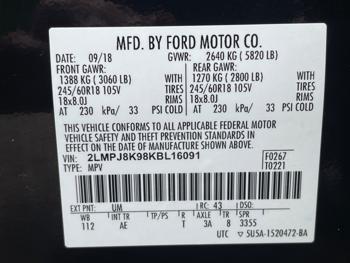 MFD. BY FORD MOTOR CO.
DATE: 09/18 GVWR: 2640 KG ( 5820 LB)
FRONT GAWR: REAR GAWR:
1388 KG ( 3060 LB) WITH 1270 KG ( 2800 LB) WITH
245/60R18 105V TIRES 245/60R18 105V TIRES
18x8.0J RIMS 18x8.0J RIMS
AT 230 kPa/ 33 PSI COLD AT 230 kPa/ 33 PSI COLD
THIS VEHICLE CONFORMS TO ALL APPLICABLE FEDERAL MOTOR
VEHICLE SAFETY AND THEFT PREVENTION STANDARDS IN EFFECT ON
THE DATE OF MANUFACTURE SHOWN ABOVE.
VIN: 2LMPJ8K98KBL16091 F0267
TYPE: MPV T0221
EXT PNT: UM RC: 43 DSO:
WB INT TR TP/PS R AXLE TR SPR
112 AE T 3A 8 3355
UTC ▽ 5U5A-1520472-BA